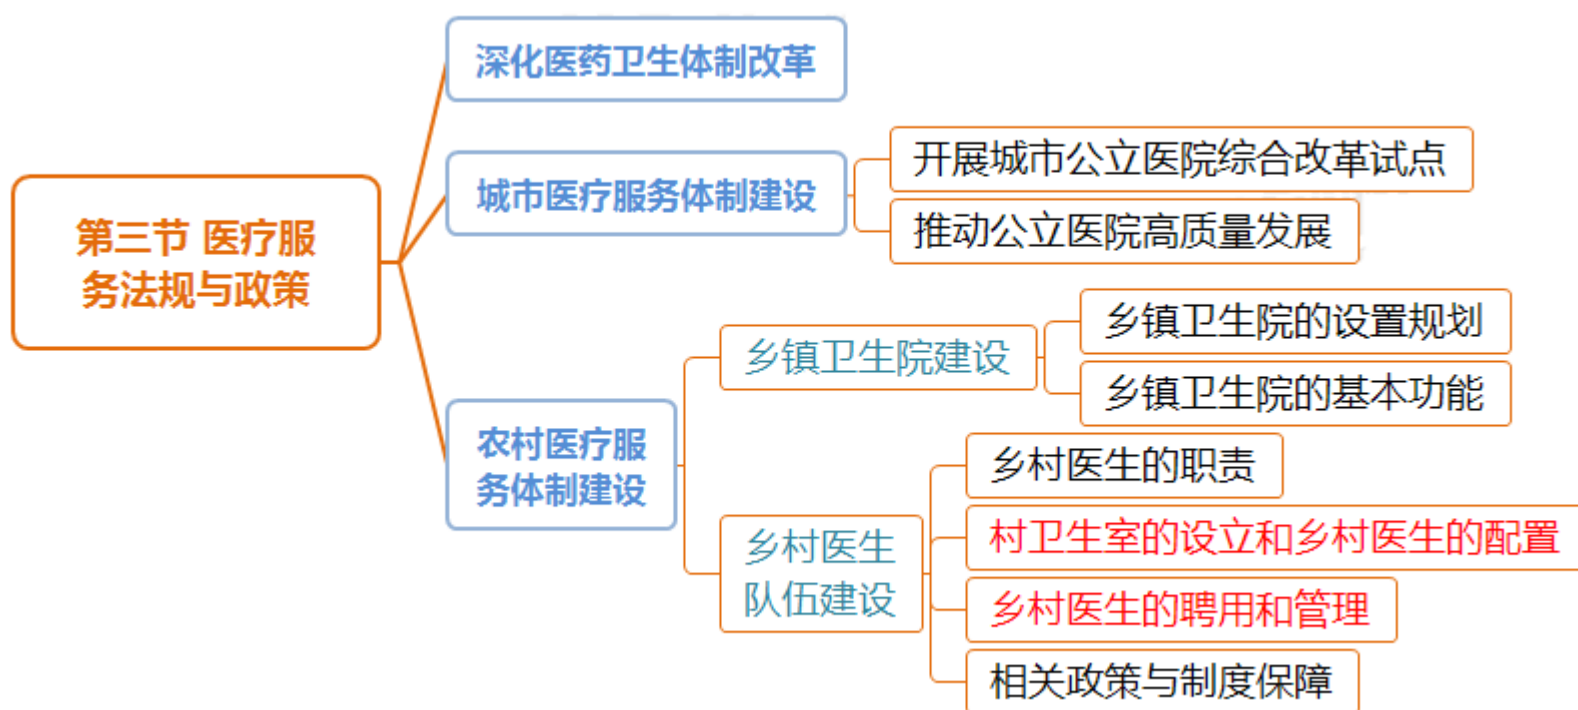 深化医药卫生体制改革
开展城市公立医院综合改革试点
城市医疗服务体制建设
推动公立医院高质量发展
第三节 医疗服
务法规与政策
乡镇卫生院的设置规划
乡镇卫生院建设
乡镇卫生院的基本功能
农村医疗服
务体制建设
乡村医生的职责
村卫生室的设立和乡村医生的配置
乡村医生
队伍建设
乡村医生的聘用和管理
相关政策与制度保障